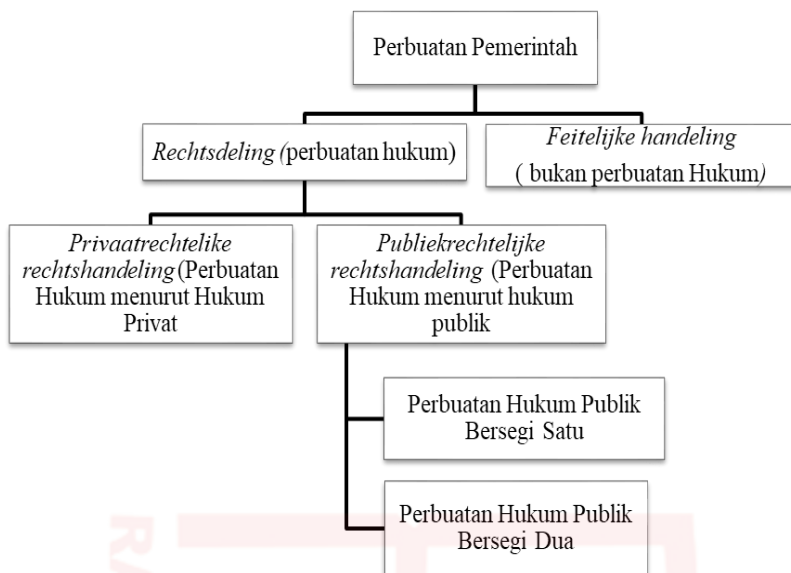 Perbuatan Pemerintah
Rechtsdeling (perbuatan hukum)
Feitelijke handeling
( bukan perbuatan Hukum)
Privaatrechtelike
rechtshandeling (Perbuatan
Hukum menurut Hukum
Privat
Publiekrechtelijke
rechtshandeling (Perbuatan
Hukum menurut hukum
publik
Perbuatan Hukum Publik
Bersegi Satu
Perbuatan Hukum Publik
Bersegi Dua
RA